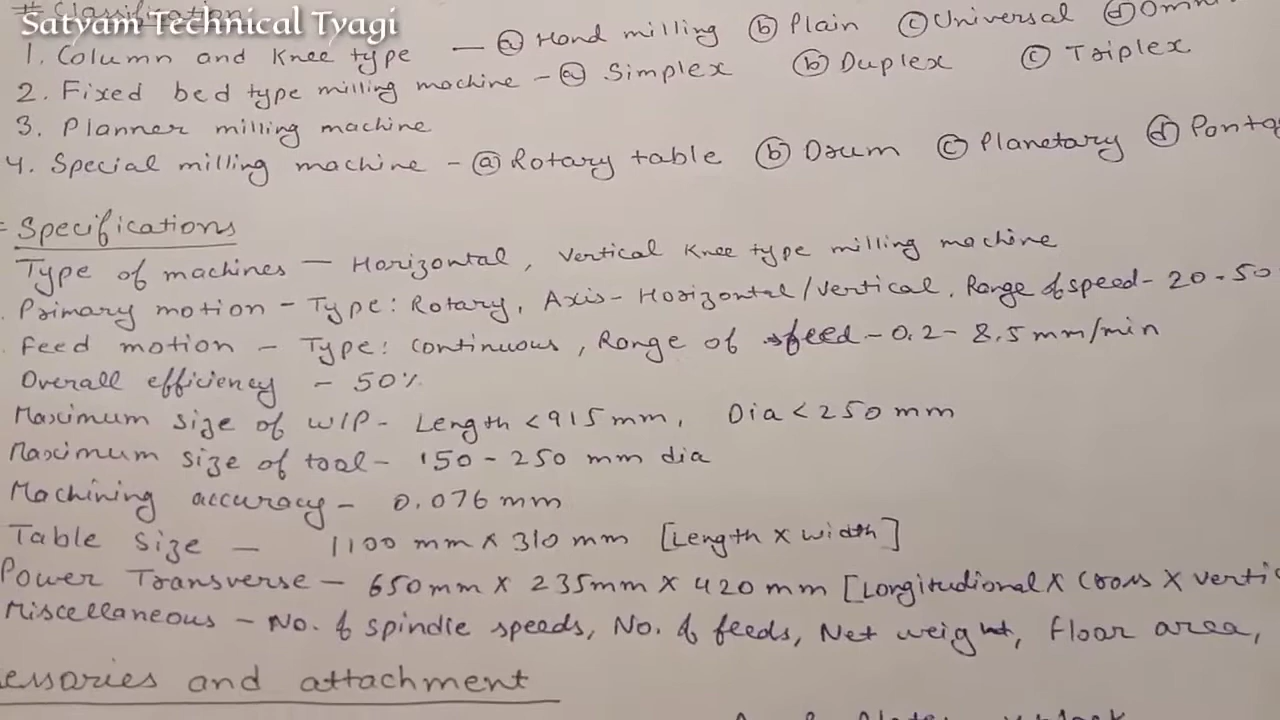 # Classification
Satyam Technical Tyagi
1. Column and Knee type — ⓐ Hand milling ⓑ Plain ⓒ Universal ⓓ
2. Fixed bed type milling machine - ⓐ Simplex ⓑ Duplex ⓒ Triplex
3. Planner milling machine
4. Special milling machine - ⓐ Rotary table ⓑ Drum ⓒ Planetary ⓓ
Specifications
Type of machines — Horizontal, Vertical Knee type milling machine
Primary motion - Type: Rotary, Axis - Horizontal/vertical, Range of speed - 20-50
Feed motion - Type: continuous, Range of feed - 0.2 - 8.5 mm/min
Overall efficiency - 50%
Maximum size of W/P - Length < 915 mm, Dia < 250 mm
Maximum size of tool - 150 - 250 mm dia
Machining accuracy - 0.076 mm
Table Size — 1100 mm x 310 mm [Length x width]
Power Transverse — 650mm x 235mm x 420 mm [Longitudional x Cross x
Miscellaneous - No. of spindle speeds, No. of feeds, Net weight, Floar area,
and attachment